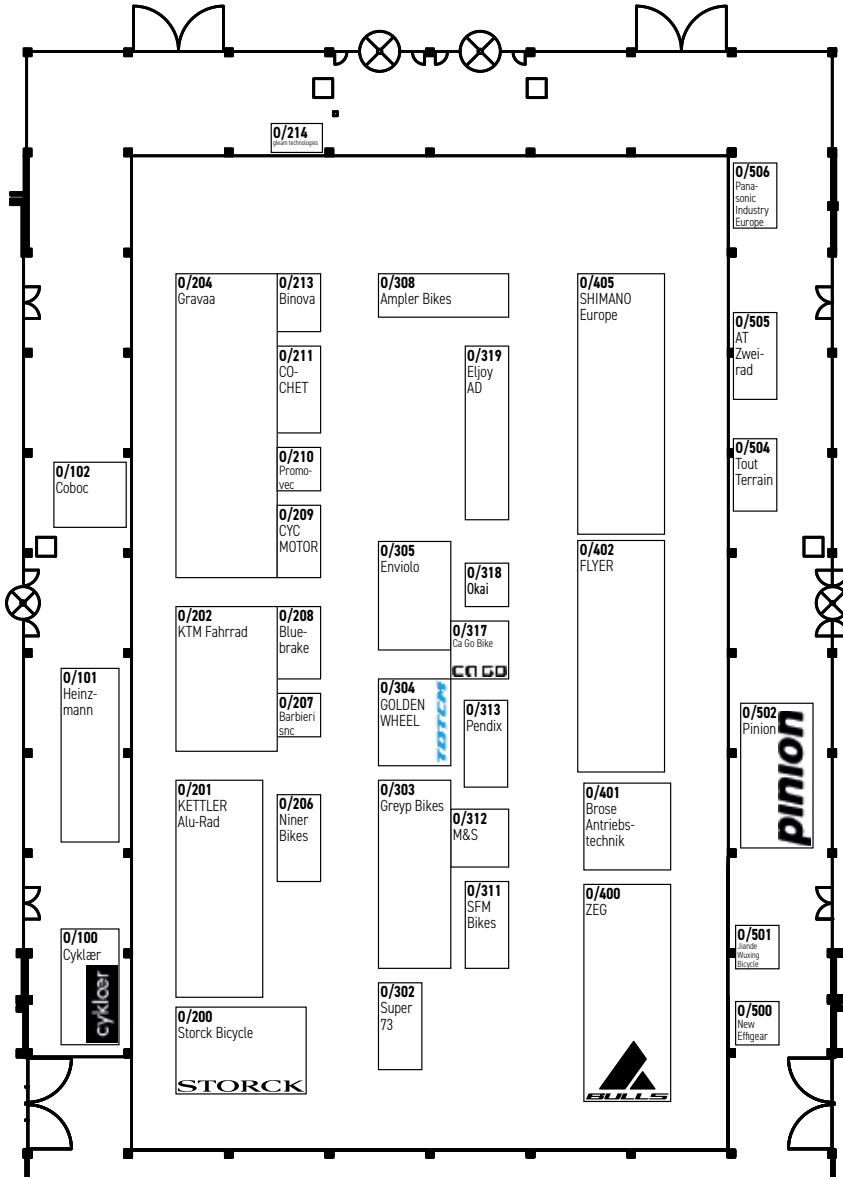 0/214
gleam technologies
0/506
Pana-
sonic
Industry
Europe
0/204
Gravaa
0/213
Binova
0/308
Ampler Bikes
0/405
SHIMANO
Europe
0/505
AT
Zwei-
rad
0/211
CO-
CHET
0/319
Eljoy
AD
0/504
Tout
Terrain
0/210
Promo-
vec
0/102
Coboc
0/209
CYC
MOTOR
0/305
Enviolo
0/402
FLYER
0/318
Okai
0/202
KTM Fahrrad
0/208
Blue-
brake
0/317
Ca Go Bike
CA GO
0/101
Heinz-
mann
0/304
GOLDEN
WHEEL
TDTCM
0/207
Barbieri
snc
0/313
Pendix
0/502
Pinion
pinion
0/201
KETTLER
Alu-Rad
0/303
Greyp Bikes
0/401
Brose
Antriebs-
technik
0/206
Niner
Bikes
0/312
M&S
0/311
SFM
Bikes
0/400
ZEG
BULLS
0/100
Cyklær
cyklær
0/501
Jiande
Wuxing
Bicycle
0/302
Super
73
0/500
New
Effigear
0/200
Storck Bicycle
STORCK